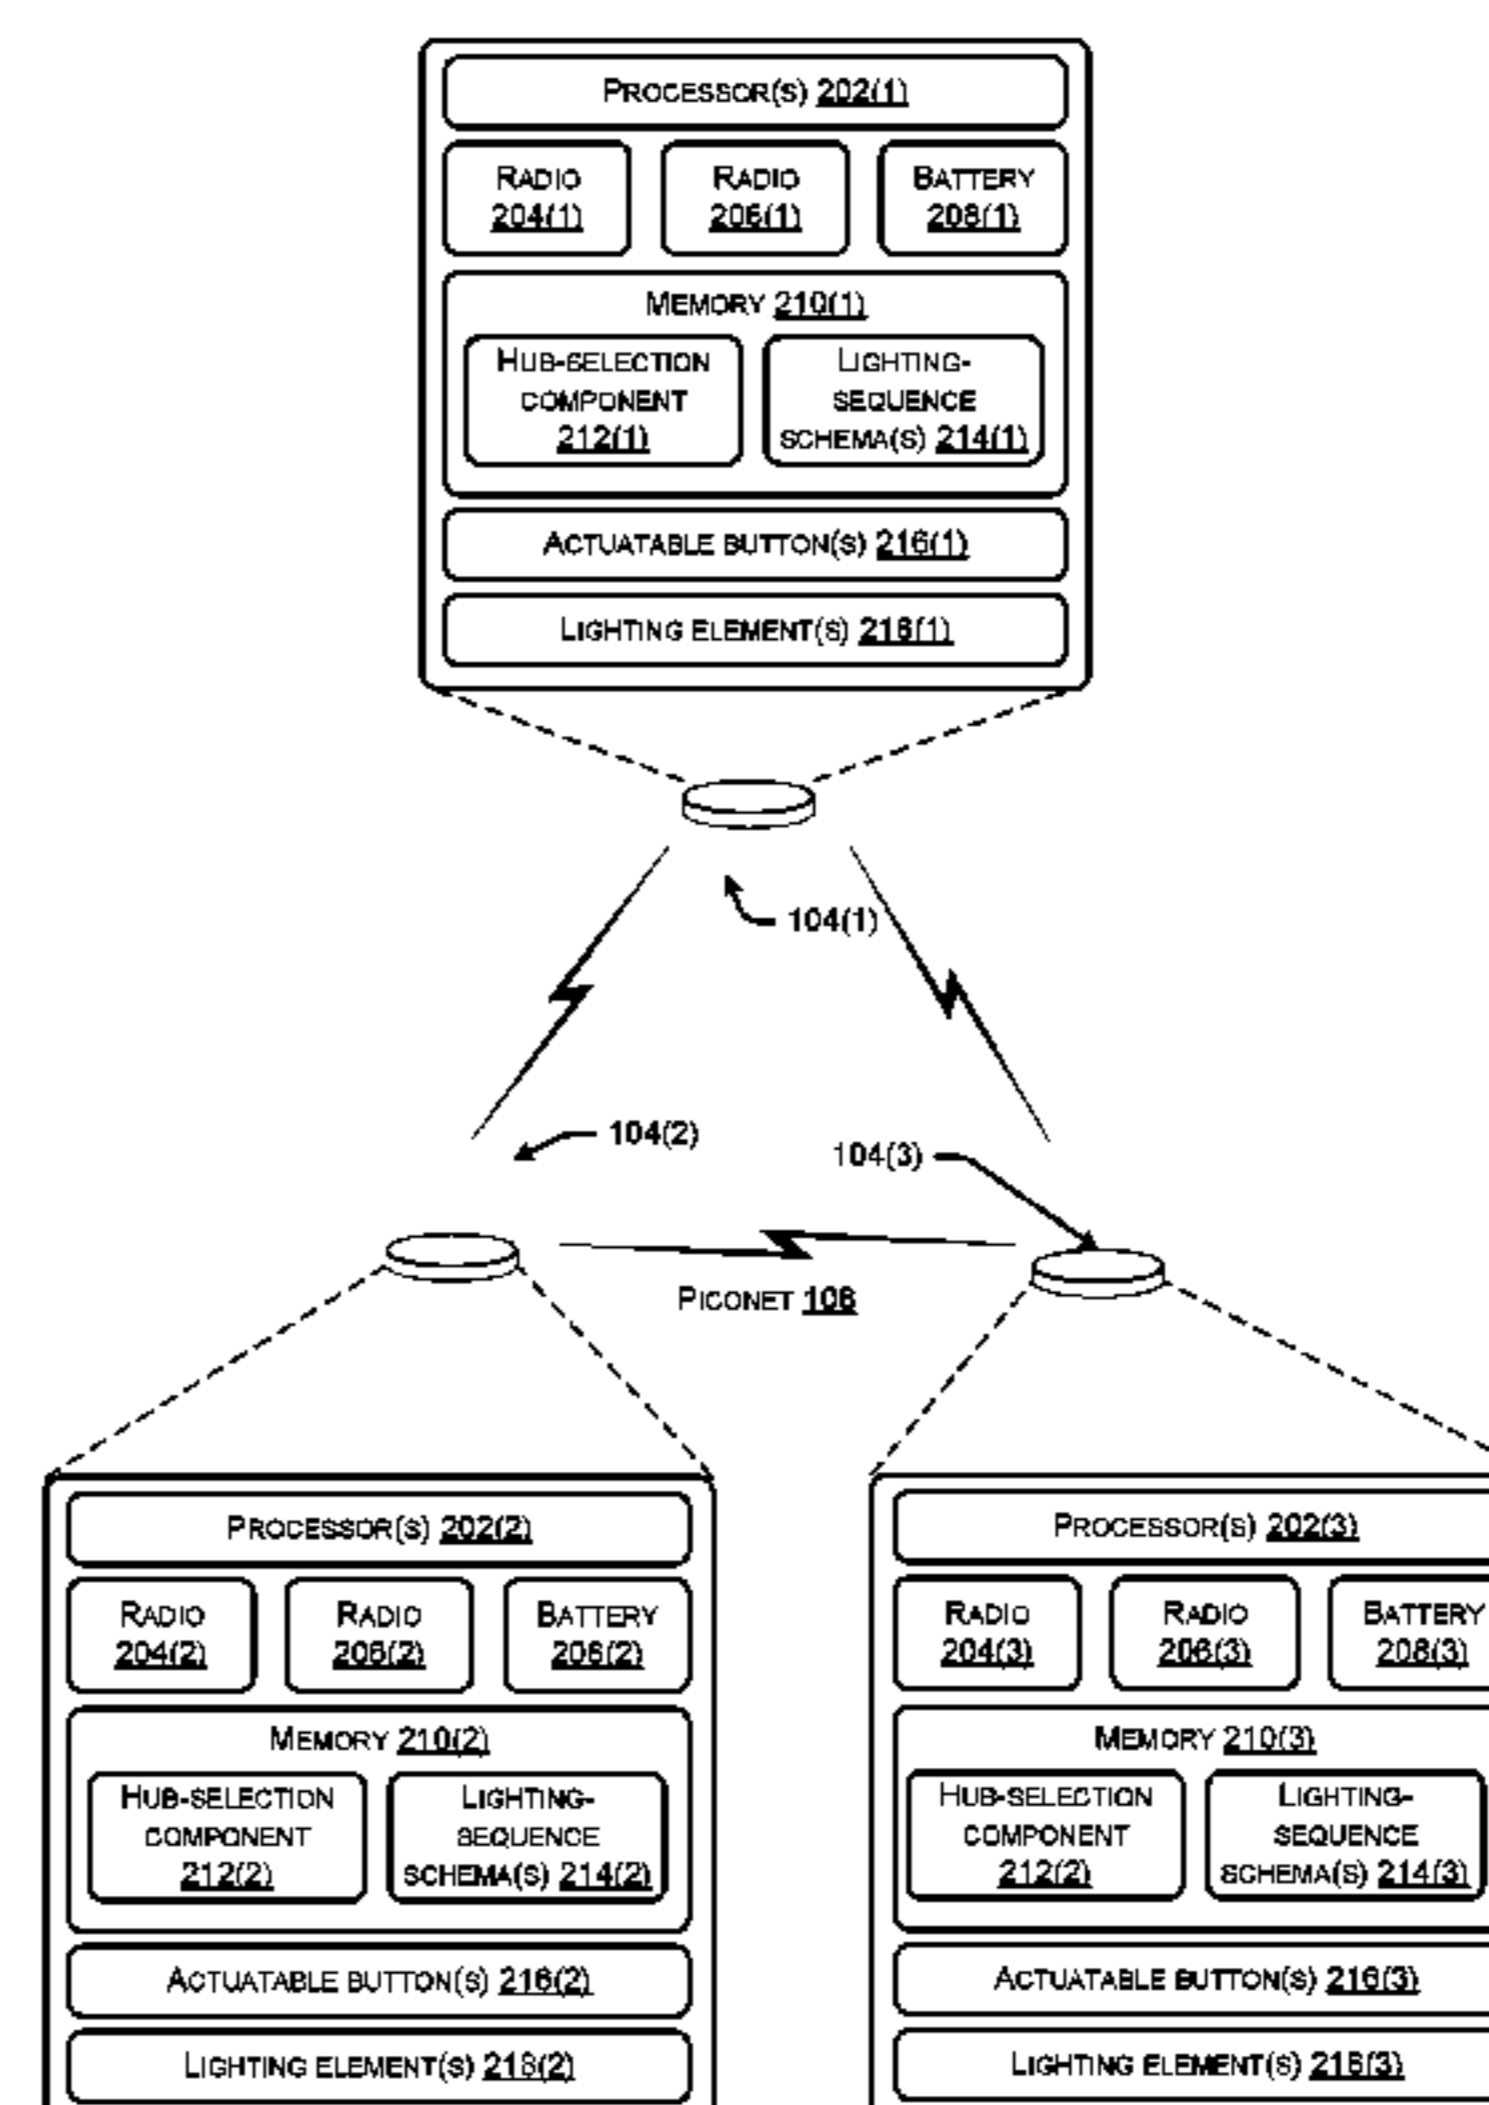 PROCESSOR(S) 202(1)
RADIO 204(1)
RADIO 206(1)
BATTERY 208(1)
MEMORY 210(1)
HUB-SELECTION COMPONENT 212(1)
LIGHTING-SEQUENCE SCHEMA(S) 214(1)
ACTUATABLE BUTTON(S) 216(1)
LIGHTING ELEMENT(S) 218(1)
104(1)
104(2)
104(3)
PICONET 106
PROCESSOR(S) 202(2)
RADIO 204(2)
RADIO 206(2)
BATTERY 208(2)
MEMORY 210(2)
HUB-SELECTION COMPONENT 212(2)
LIGHTING-SEQUENCE SCHEMA(S) 214(2)
ACTUATABLE BUTTON(S) 216(2)
LIGHTING ELEMENT(S) 218(2)
PROCESSOR(S) 202(3)
RADIO 204(3)
RADIO 206(3)
BATTERY 208(3)
MEMORY 210(3)
HUB-SELECTION COMPONENT 212(2)
LIGHTING-SEQUENCE SCHEMA(S) 214(3)
ACTUATABLE BUTTON(S) 216(3)
LIGHTING ELEMENT(S) 218(3)